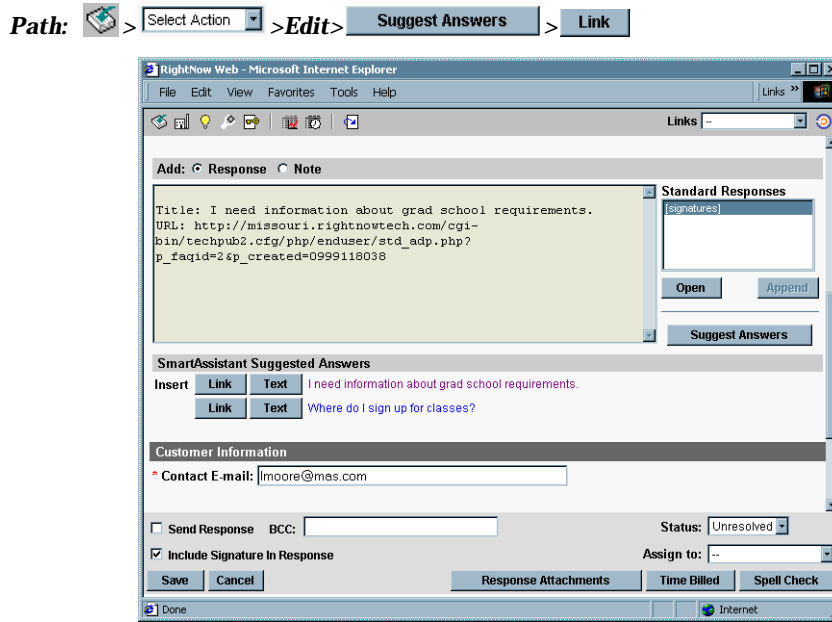 Path: > Select Action >Edit> Suggest Answers > Link
RightNow Web - Microsoft Internet Explorer
File Edit View Favorites Tools Help Links »
Links --
Add: Response Note
Title: I need information about grad school requirements.
URL: http://missouri.rightnowtech.com/cgi-
bin/techpub2.cfg/php/enduser/std_adp.php?
p_faqid=2&p_created=0999118038
Standard Responses
[signatures]
Open Append
Suggest Answers
SmartAssistant Suggested Answers
Insert Link Text I need information about grad school requirements.
Link Text Where do I sign up for classes?
Customer Information
* Contact E-mail: lmoore@mas.com
Send Response BCC: Status: Unresolved
Include Signature In Response Assign to: --
Save Cancel Response Attachments Time Billed Spell Check
Done Internet